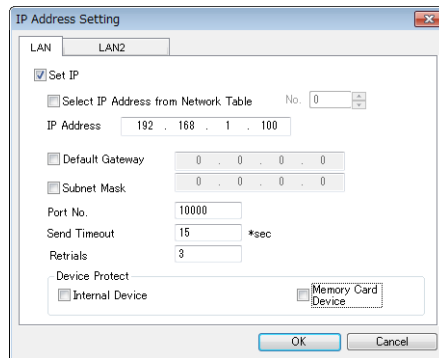 IP Address Setting
LAN LAN2
Set IP
Select IP Address from Network Table No. 0
IP Address 192 . 168 . 1 . 100
Default Gateway 0 . 0 . 0 . 0
Subnet Mask 0 . 0 . 0 . 0
Port No. 10000
Send Timeout 15 *sec
Retrials 3
Device Protect
Internal Device Memory Card
Device
OK Cancel